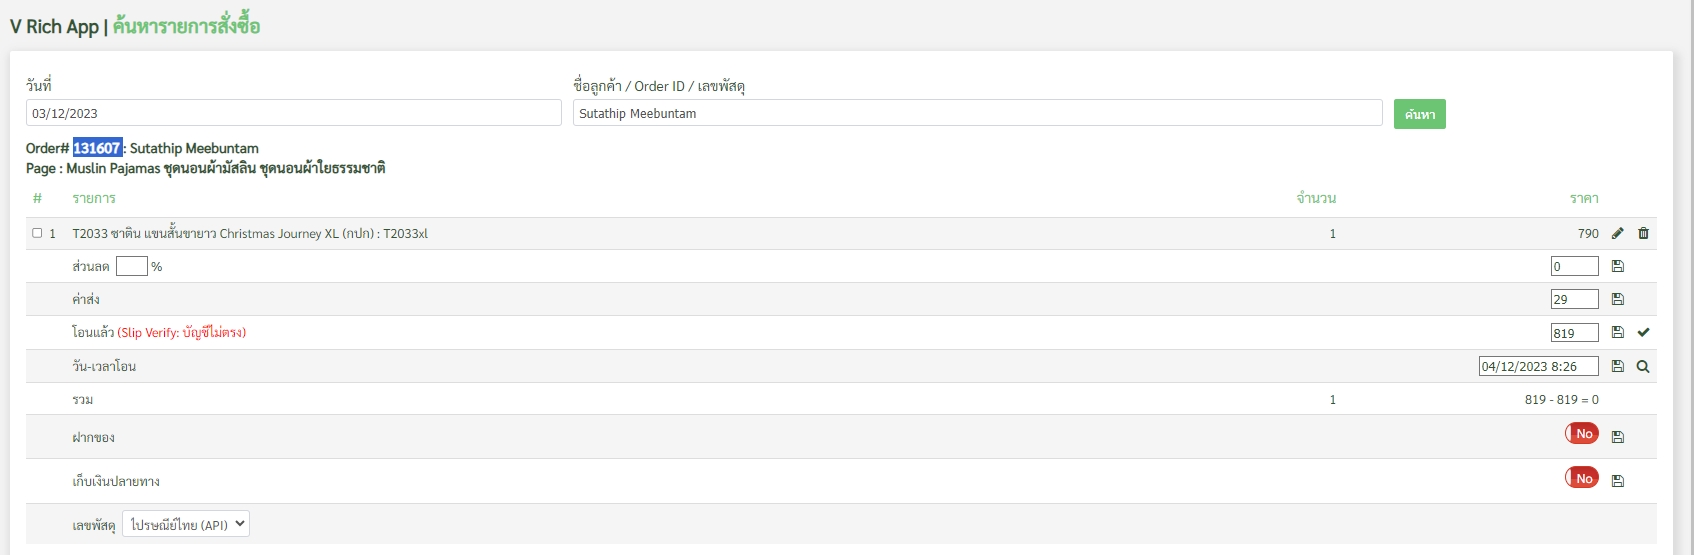 V Rich App | ค้นหารายการสั่งซื้อ
วันที่ ชื่อลูกค้า / Order ID / เลขพัสดุ
03/12/2023 Sutathip Meebuntam ค้นหา
Order# 131607 : Sutathip Meebuntam
Page : Muslin Pajamas ชุดนอนผ้ามัสลิน ชุดนอนผ้าใยธรรมชาติ
# รายการ จำนวน ราคา
1 T2033 ซาติน แขนสั้นขายาว Christmas Journey XL (กปก) : T2033xl 1 790
ส่วนลด % 0
ค่าส่ง 29
โอนแล้ว (Slip Verify: บัญชีไม่ตรง) 819
วัน-เวลาโอน 04/12/2023 8:26
รวม 1 819 - 819 = 0
ฝากของ No
เก็บเงินปลายทาง No
เลขพัสดุ ไปรษณีย์ไทย (API)